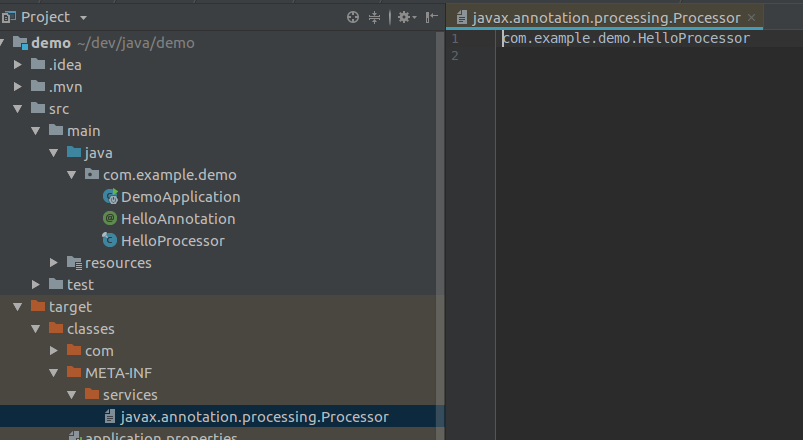 Project
demo ~/dev/java/demo
.idea
.mvn
src
main
java
com.example.demo
DemoApplication
HelloAnnotation
HelloProcessor
resources
test
target
classes
com
META-INF
services
javax.annotation.processing.Processor
application.properties
javax.annotation.processing.Processor
1 com.example.demo.HelloProcessor
2